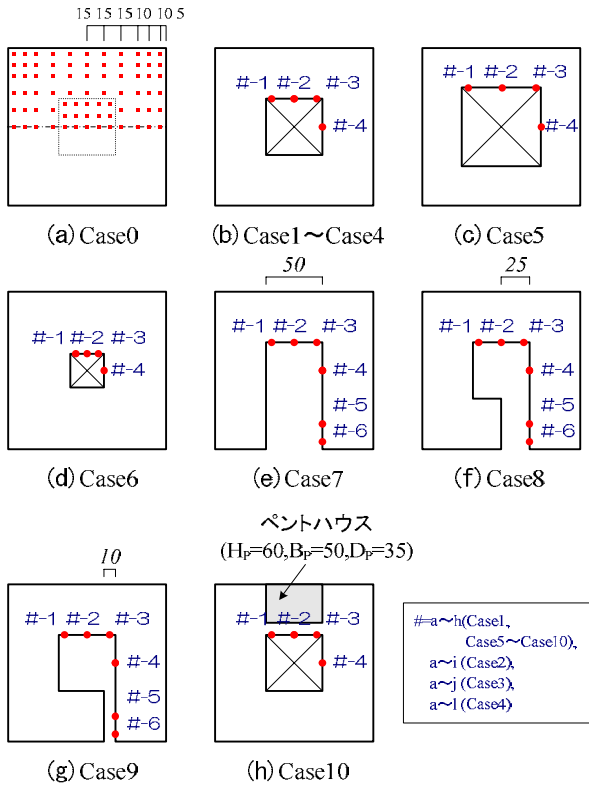 15 15 15 10 10 5
#-1 #-2 #-3
#-4
#-1 #-2 #-3
#-4
(a) Case0
(b) Case1〜Case4
(c) Case5
50
25
#-1 #-2 #-3
#-4
#-1 #-2 #-3
#-4
#-5
#-6
#-1 #-2 #-3
#-4
#-5
#-6
(d) Case6
(e) Case7
(f) Case8
ペントハウス
(HP=60,BP=50,DP=35)
10
#-1 #-2 #-3
#-4
#-5
#-6
#-1 #-2 #-3
#-4
#=a〜h(Case1,
Case5〜Case10),
a〜i(Case2),
a〜j(Case3),
a〜l(Case4)
(g) Case9
(h) Case10